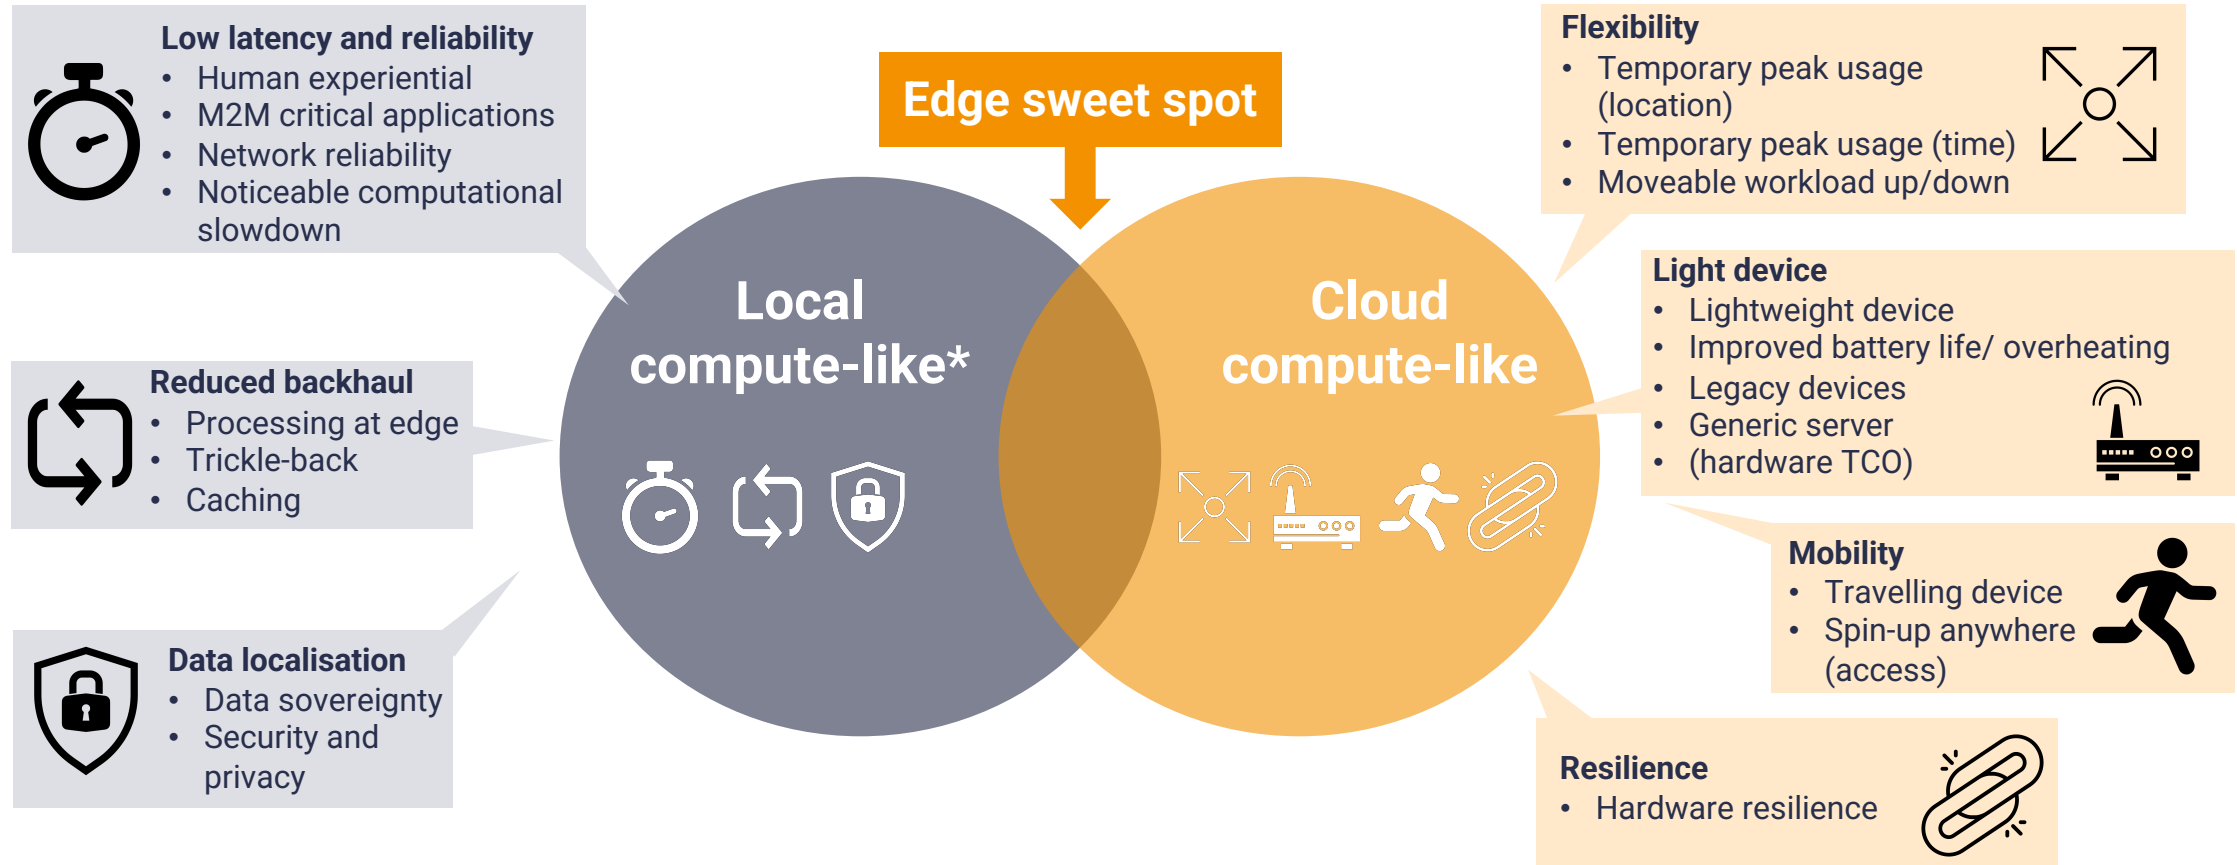 Low latency and reliability
• Human experiential
• M2M critical applications
• Network reliability
• Noticeable computational
slowdown
Reduced backhaul
• Processing at edge
• Trickle-back
• Caching
Data localisation
• Data sovereignty
• Security and
privacy
Edge sweet spot
Local
compute-like*
Cloud
compute-like
Flexibility
• Temporary peak usage
(location)
• Temporary peak usage (time)
• Moveable workload up/down
Light device
• Lightweight device
• Improved battery life/ overheating
• Legacy devices
• Generic server
• (hardware TCO)
Mobility
• Travelling device
• Spin-up anywhere
(access)
Resilience
• Hardware resilience